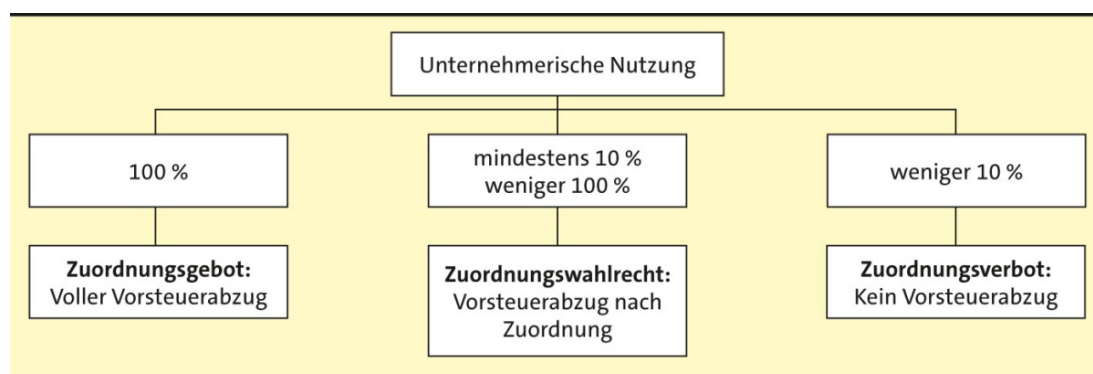 Unternehmerische Nutzung
100 %
mindestens 10 %
weniger 100 %
weniger 10 %
Zuordnungsgebot:
Voller Vorsteuerabzug
Zuordnungswahlrecht:
Vorsteuerabzug nach
Zuordnung
Zuordnungsverbot:
Kein Vorsteuerabzug